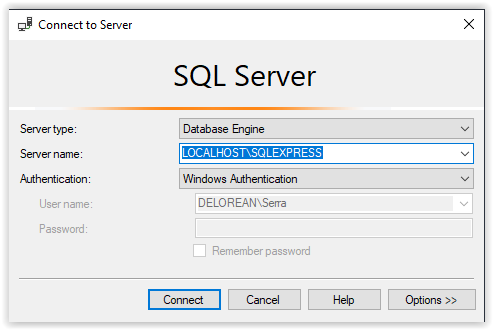 Connect to Server
SQL Server
Server type: Database Engine
Server name: LOCALHOST\SQLEXPRESS
Authentication: Windows Authentication
User name: DELOREAN\Serra
Password:
Remember password
Connect Cancel Help Options >>